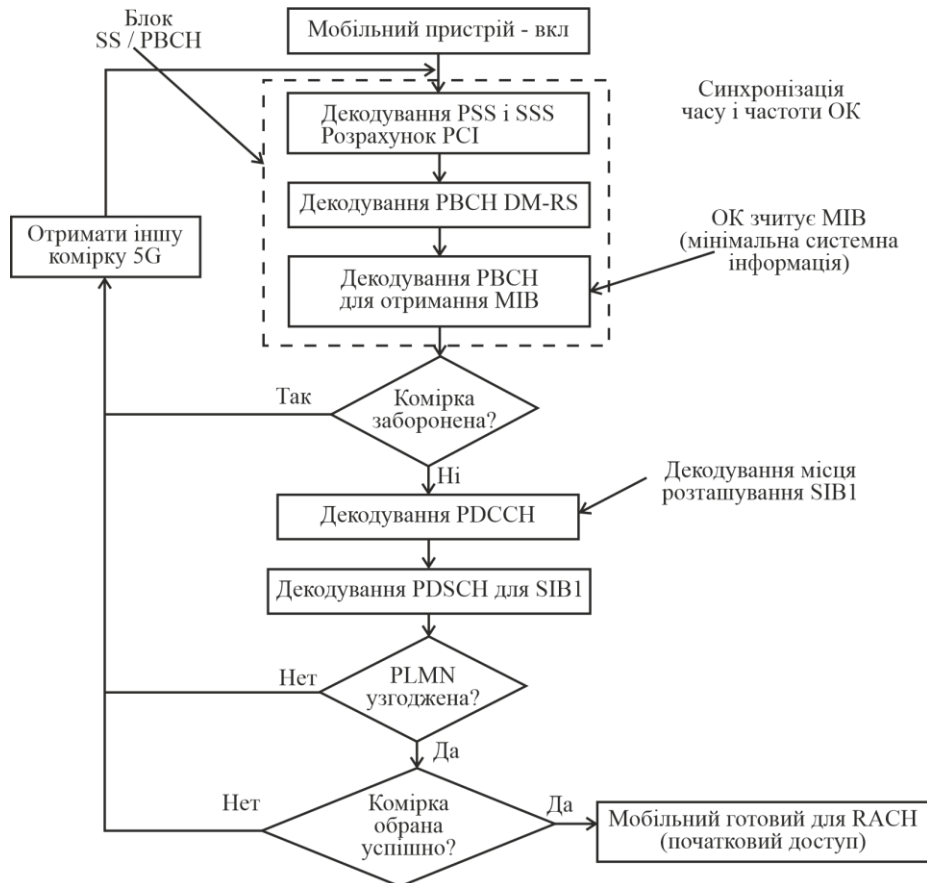 Блок
SS / PBCH
Мобільний пристрій - вкл
Синхронізація
часу і частоти ОК
Декодування PSS і SSS
Розрахунок PCI
Декодування PBCH DM-RS
Отримати іншу
комірку 5G
ОК зчитує MIB
(мінімальна системна
інформація)
Декодування PBCH
для отримання MIB
Так
Комірка
заборонена?
Ні
Декодування місця
розташування SIB1
Декодування PDCCH
Декодування PDSCH для SIB1
Нет
PLMN
узгоджена?
Да
Нет
Комірка
обрана
успішно?
Да
Мобільний готовий для RACH
(початковий доступ)